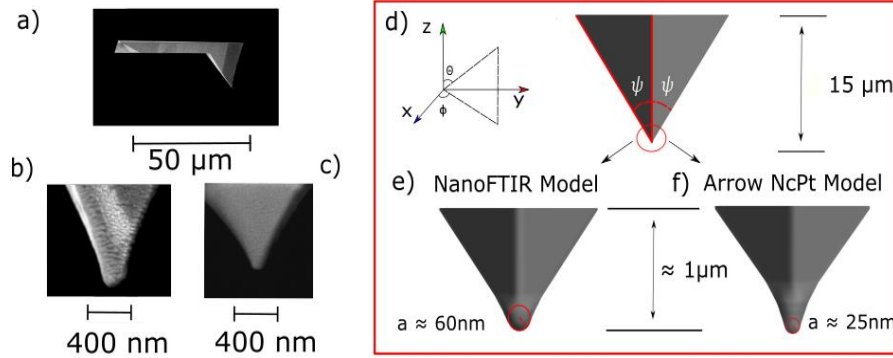 a)
50 μm
b)
c)
400 nm
400 nm
d)
z
θ
x
ϕ
y
ψ ψ
15 μm
e)
NanoFTIR Model
f)
Arrow NcPt Model
≈ 1μm
a ≈ 60nm
a ≈ 25nm